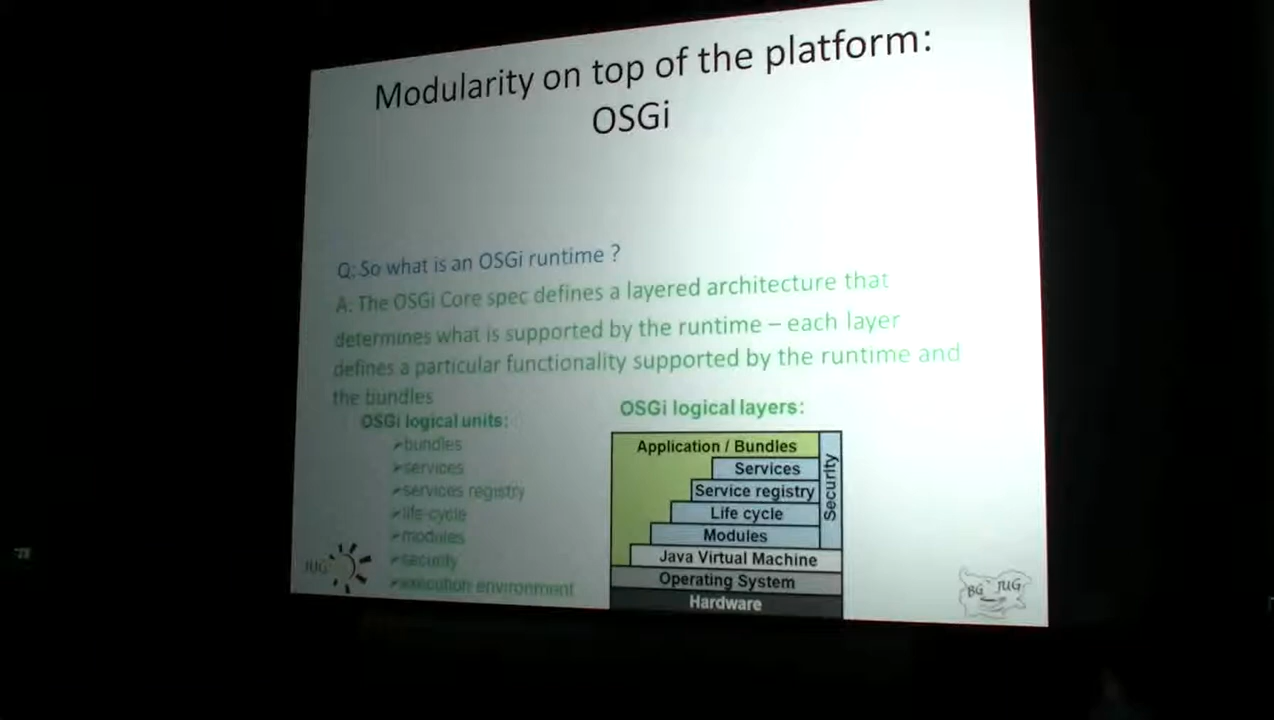 Modularity on top of the platform:
OSGi
Q: So what is an OSGi runtime ?
A: The OSGi Core spec defines a layered architecture that
determines what is supported by the runtime – each layer
defines a particular functionality supported by the runtime and
the bundles
OSGi logical units:
➢bundles
➢services
➢services registry
➢life-cycle
➢modules
➢security
➢execution environment
OSGi logical layers:
Application / Bundles
Services
Service registry
Life cycle
Modules
Java Virtual Machine
Operating System
Hardware
Security
JUG
BG JUG